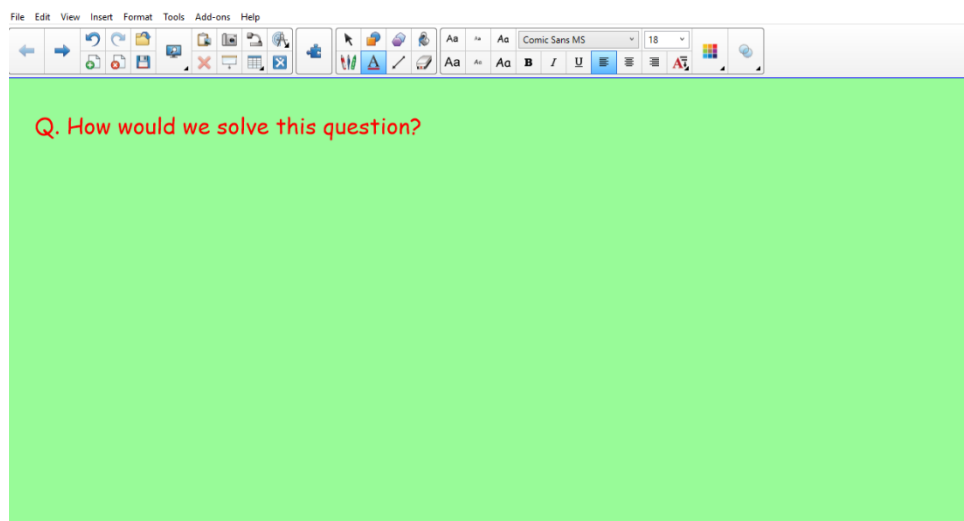 File Edit View Insert Format Tools Add-ons Help
Aa Aa Aa Comic Sans MS 18
Aa Aa Aa B I U A
Q. How would we solve this question?